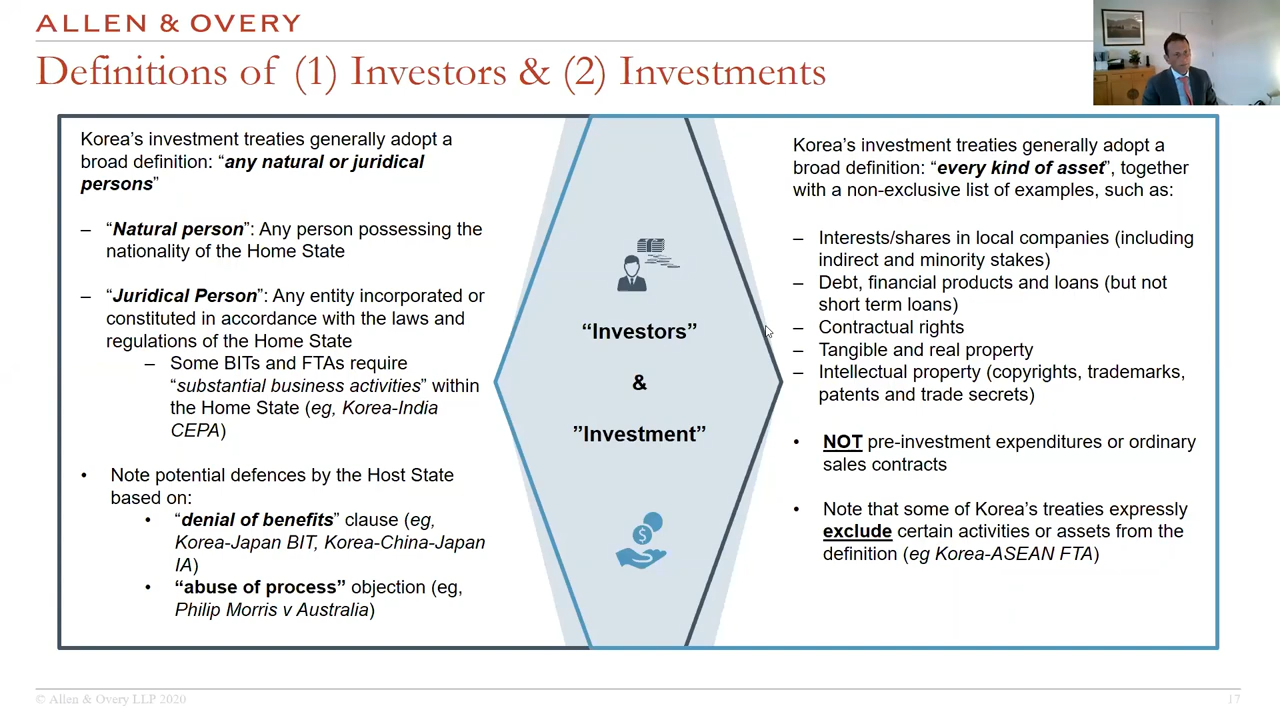 ALLEN & OVERY
Definitions of (1) Investors & (2) Investments
Korea's investment treaties generally adopt a
broad definition: “any natural or juridical
persons”
– “Natural person”: Any person possessing the
nationality of the Home State
– “Juridical Person”: Any entity incorporated or
constituted in accordance with the laws and
regulations of the Home State
– Some BITs and FTAs require
“substantial business activities” within
the Home State (eg, Korea-India
CEPA)
• Note potential defences by the Host State
based on:
• “denial of benefits” clause (eg,
Korea-Japan BIT, Korea-China-Japan
IA)
• “abuse of process” objection (eg,
Philip Morris v Australia)
“Investors”
&
”Investment”
$
Korea's investment treaties generally adopt a
broad definition: “every kind of asset”, together
with a non-exclusive list of examples, such as:
– Interests/shares in local companies (including
indirect and minority stakes)
– Debt, financial products and loans (but not
short term loans)
– Contractual rights
– Tangible and real property
– Intellectual property (copyrights, trademarks,
patents and trade secrets)
• NOT pre-investment expenditures or ordinary
sales contracts
• Note that some of Korea's treaties expressly
exclude certain activities or assets from the
definition (eg Korea-ASEAN FTA)
© Allen & Overy LLP 2020
17